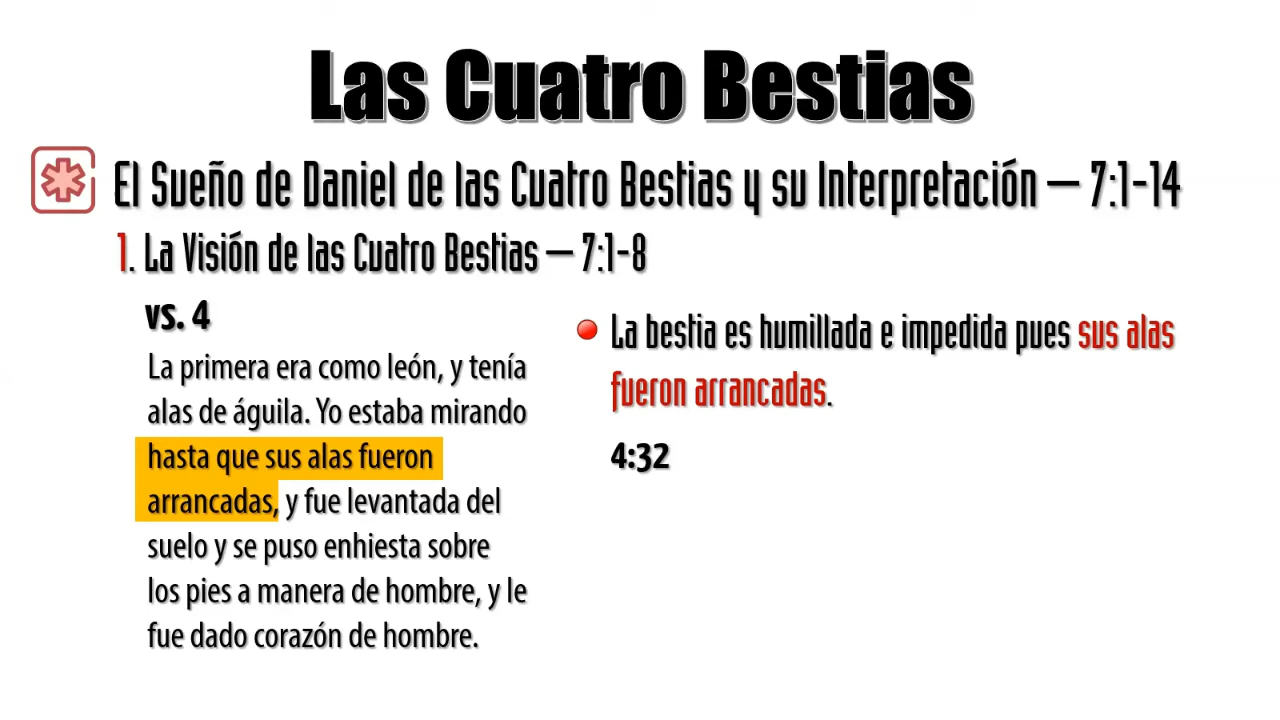 Las Cuatro Bestias
El Sueño de Daniel de las Cuatro Bestias y su Interpretación — 7:1-14
1. La Visión de las Cuatro Bestias — 7:1-8
vs. 4
La primera era como león, y tenía
alas de águila. Yo estaba mirando
hasta que sus alas fueron
arrancadas, y fue levantada del
suelo y se puso enhiesta sobre
los pies a manera de hombre, y le
fue dado corazón de hombre.
La bestia es humillada e impedida pues sus alas
fueron arrancadas.
4:32